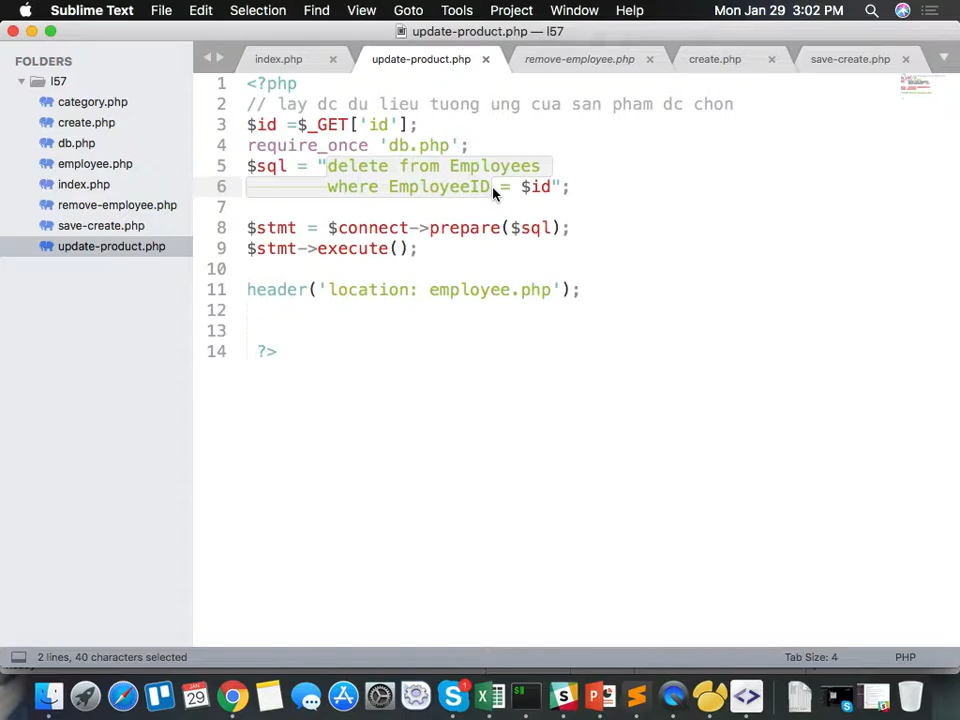 Sublime Text File Edit Selection Find View Goto Tools Project Window Help Mon Jan 29 3:02 PM
update-product.php — l57
FOLDERS
l57
category.php
create.php
db.php
employee.php
index.php
remove-employee.php
save-create.php
update-product.php
index.php × update-product.php × remove-employee.php × create.php × save-create.php ×
1 <?php
2 // lay dc du lieu tuong ung cua san pham dc chon
3 $id =$_GET['id'];
4 require_once 'db.php';
5 $sql = "delete from Employees
6 where EmployeeID = $id";
7
8 $stmt = $connect->prepare($sql);
9 $stmt->execute();
10
11 header('location: employee.php');
12
13
14 ?>
2 lines, 40 characters selected Tab Size: 4 PHP